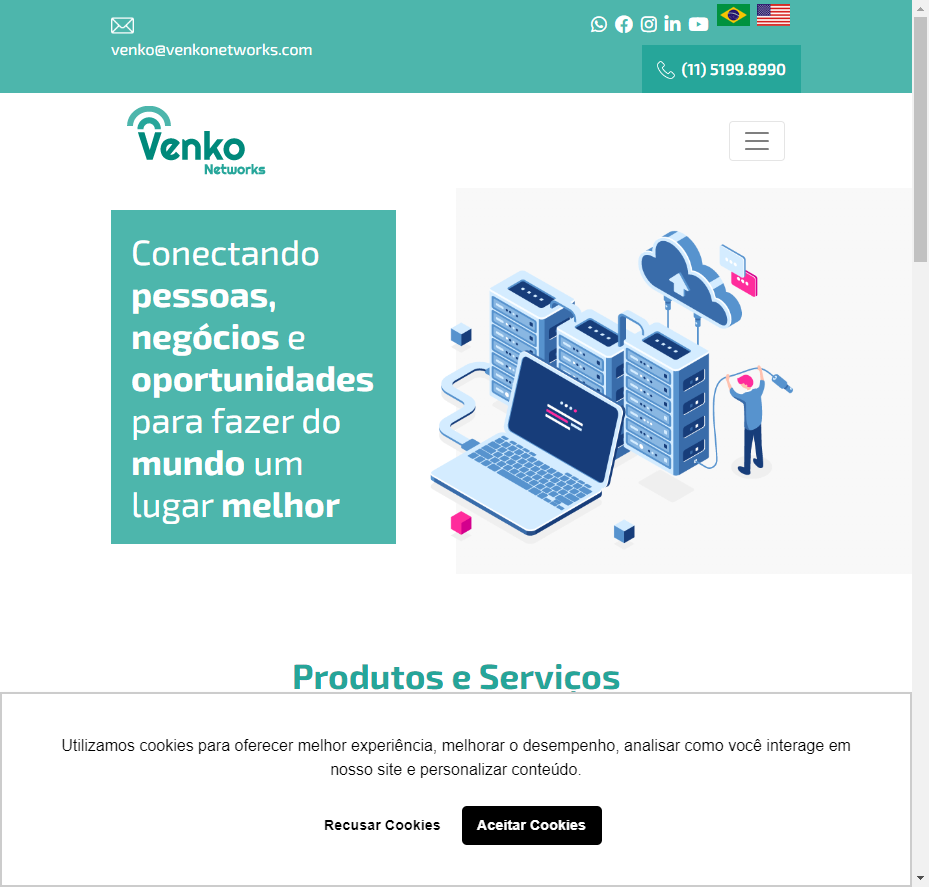 venko@venkonetworks.com
(11) 5199.8990
Venko
Networks
Conectando
pessoas,
negócios e
oportunidades
para fazer do
mundo um
lugar melhor
Produtos e Serviços
Utilizamos cookies para oferecer melhor experiência, melhorar o desempenho, analisar como você interage em
nosso site e personalizar conteúdo.
Recusar Cookies
Aceitar Cookies